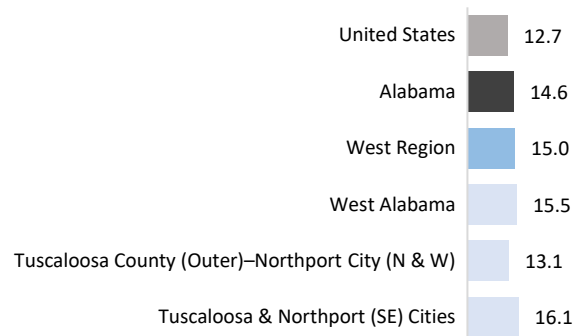 United States 12.7
Alabama 14.6
West Region 15.0
West Alabama 15.5
Tuscaloosa County (Outer)–Northport City (N & W) 13.1
Tuscaloosa & Northport (SE) Cities 16.1